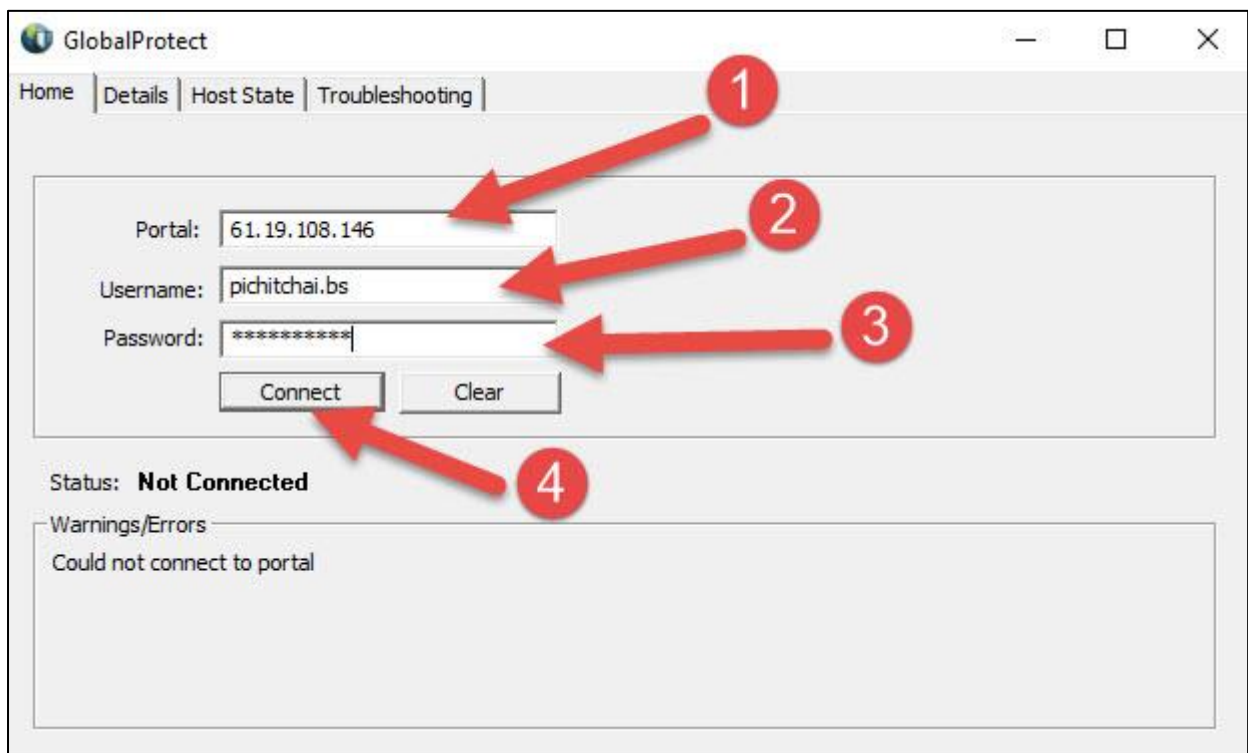 GlobalProtect
Home Details Host State Troubleshooting
1
Portal: 61.19.108.146
2
Username: pichitchai.bs
Password: **********
3
Connect Clear
4
Status: Not Connected
Warnings/Errors
Could not connect to portal